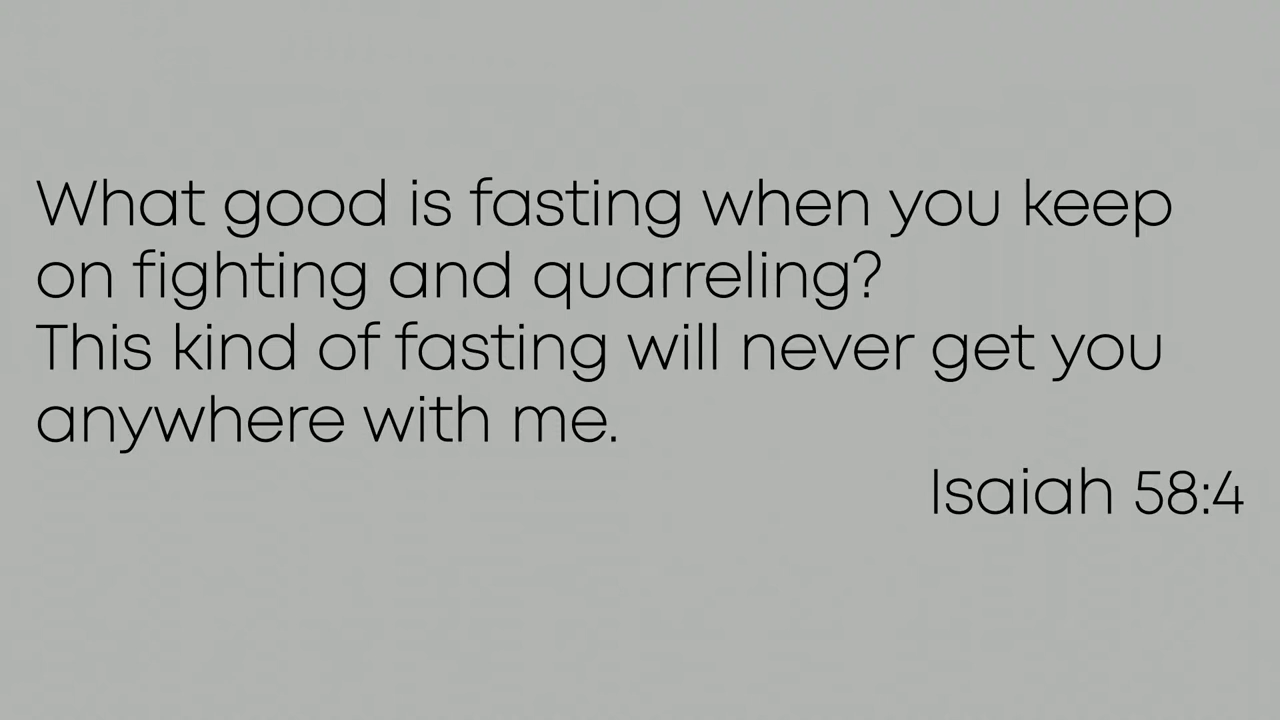 What good is fasting when you keep
on fighting and quarreling?
This kind of fasting will never get you
anywhere with me.
Isaiah 58:4